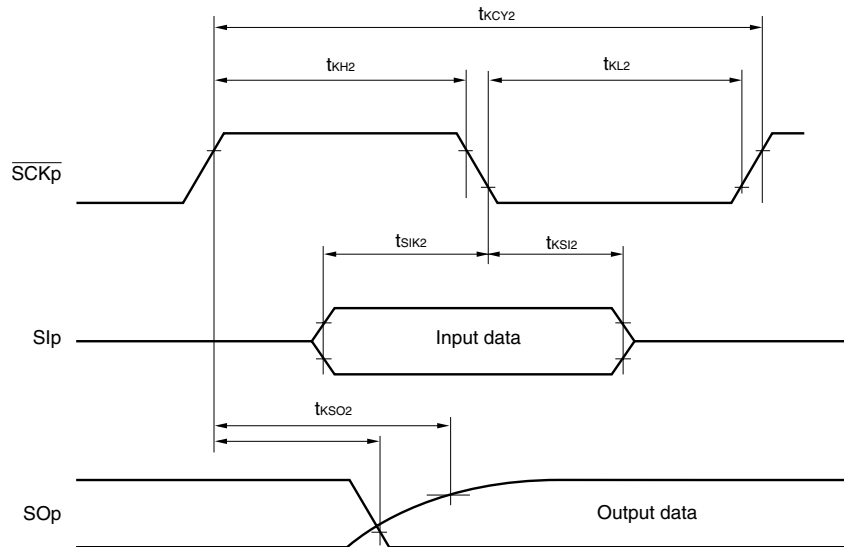 tKCY2
tKH2
tKL2
SCKp
tSIK2
tKSI2
SIp
Input data
tKSO2
SOp
Output data